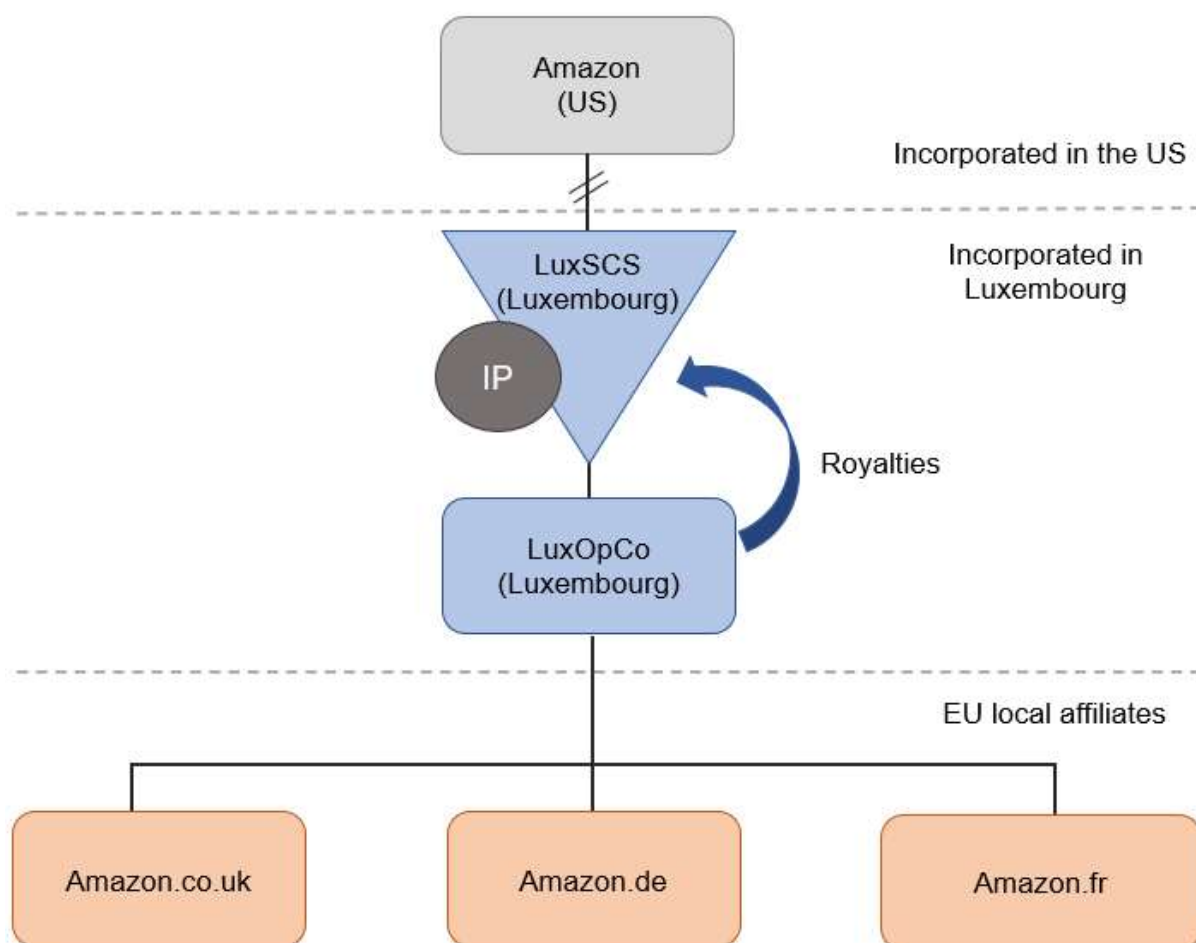 Amazon
(US)
Incorporated in the US
LuxSCS
(Luxembourg)
Incorporated in
Luxembourg
IP
Royalties
LuxOpCo
(Luxembourg)
EU local affiliates
Amazon.co.uk
Amazon.de
Amazon.fr